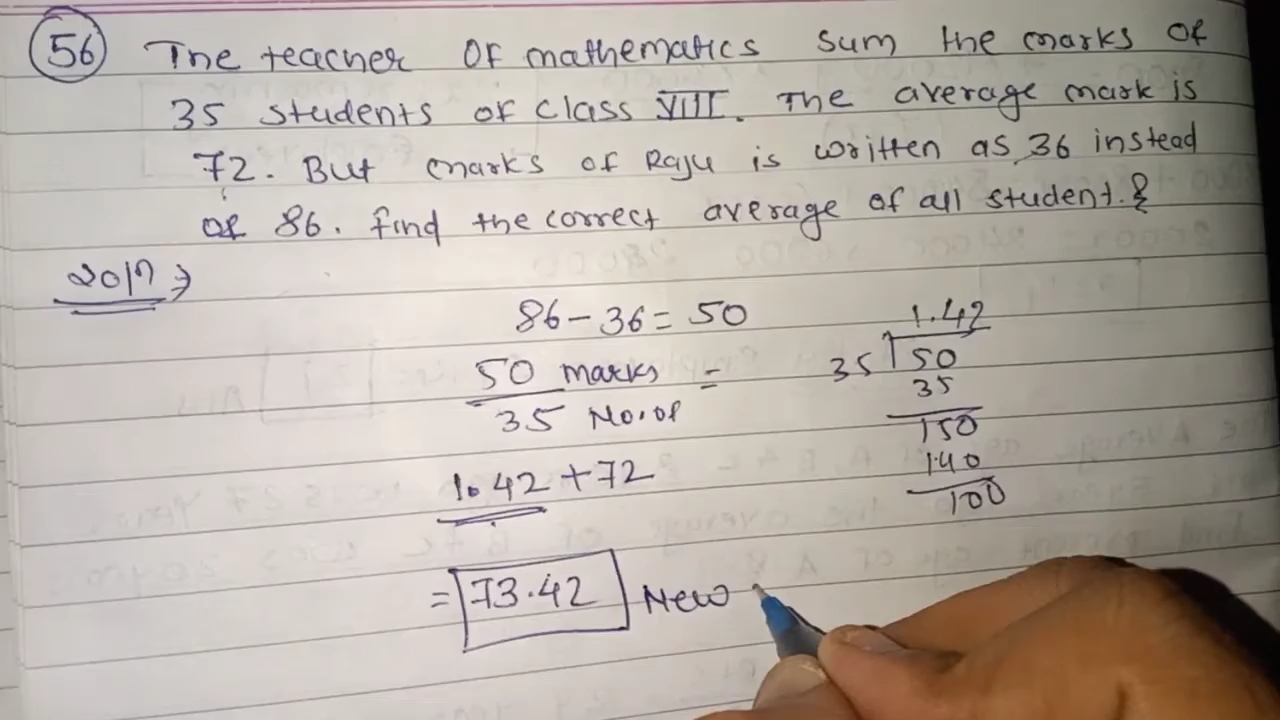 56 The teacher of mathematics sum the marks of
35 students of class VIII. The average mark is
72. But marks of Raju is written as 36 instead
of 86. find the correct average of all student.?
86 - 36 = 50
50 marks =
35 No. of
1.42 + 72
= 73.42 New
1.42
35 50
35
150
140
100